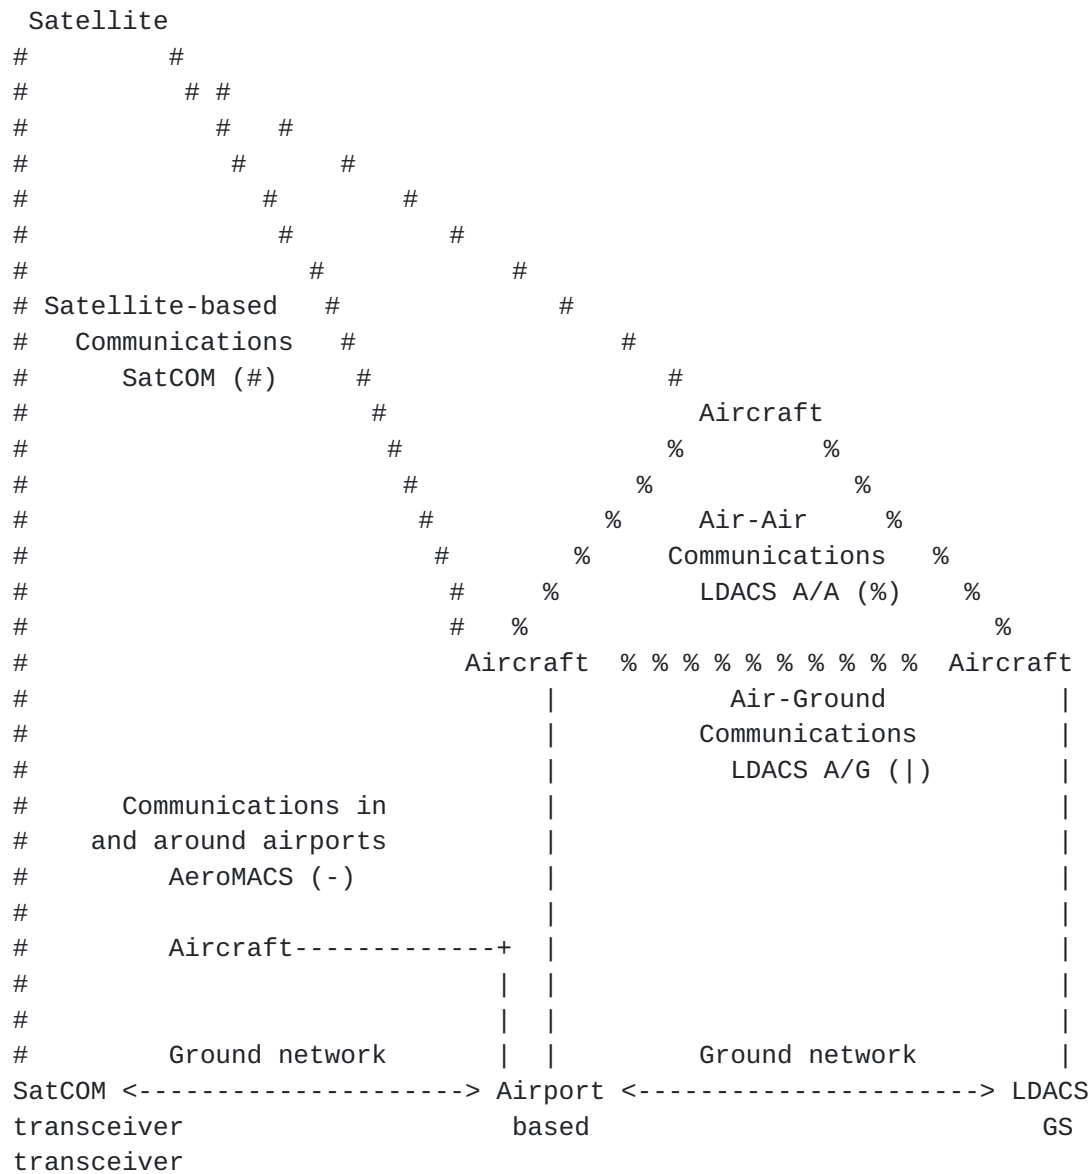 Satellite
#         #
#          # #
#            #   #
#             #      #
#               #        #
#                #          #
#                  #            #
# Satellite-based   #              #
#   Communications   #                 #
#      SatCOM (#)     #                   #
#                      #                    Aircraft
#                       #                 %         %
#                        #              %             %
#                         #           %     Air-Air     %
#                          #        %     Communications   %
#                           #     %         LDACS A/A (%)    %
#                           #   %                              %
#                            Aircraft  % % % % % % % % % %  Aircraft
#                                 |           Air-Ground           |
#                                 |         Communications         |
#                                 |           LDACS A/G (|)        |
#      Communications in          |                                |
#    and around airports          |                                |
#         AeroMACS (-)            |                                |
#                                 |                                |
#         Aircraft-------------+  |                                |
#                              |  |                                |
#                              |  |                                |
#         Ground network       |  |         Ground network         |
SatCOM <---------------------> Airport <----------------------> LDACS
transceiver                     based                             GS
transceiver